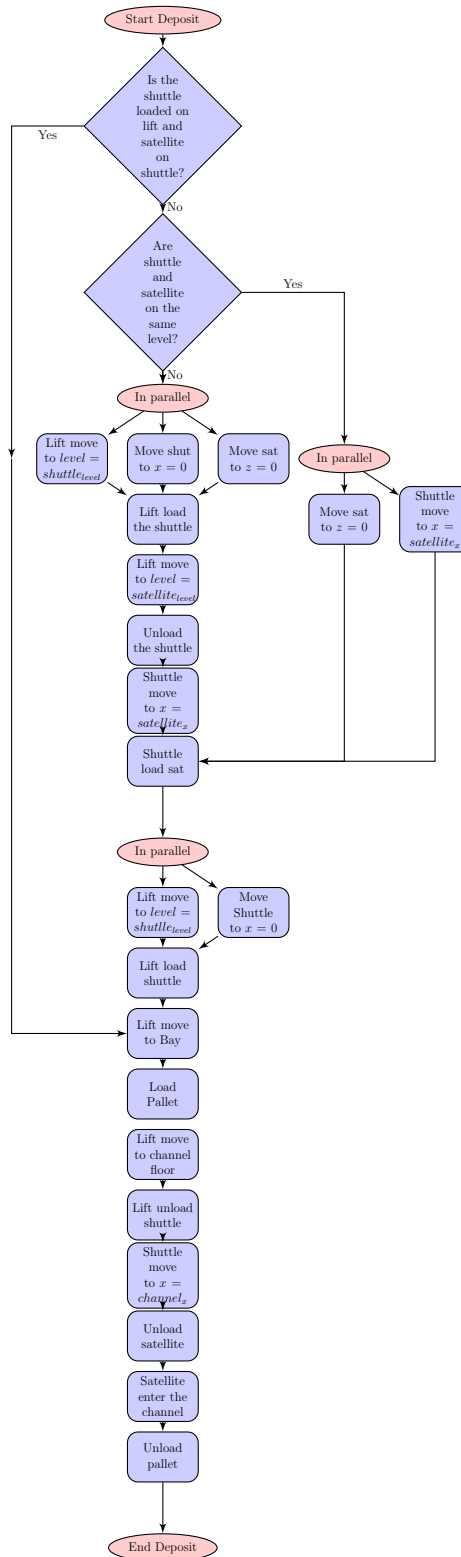 Start Deposit
Is the
shuttle
loaded on
lift and
satellite
on
shuttle?
Yes
No
Are
shuttle
and
satellite
on the
same
level?
Yes
No
In parallel
Lift move
to level =
shuttle_level
Move shut
to x = 0
Move sat
to z = 0
In parallel
Move sat
to z = 0
Shuttle
move
to x =
satellite_x
Lift load
the shuttle
Lift move
to level =
satellite_level
Unload
the shuttle
Shuttle
move
to x =
satellite_x
Shuttle
load sat
In parallel
Lift move
to level =
shutlle_level
Move
Shuttle
to x = 0
Lift load
shuttle
Lift move
to Bay
Load
Pallet
Lift move
to channel
floor
Lift unload
shuttle
Shuttle
move
to x =
channel_x
Unload
satellite
Satellite
enter the
channel
Unload
pallet
End Deposit